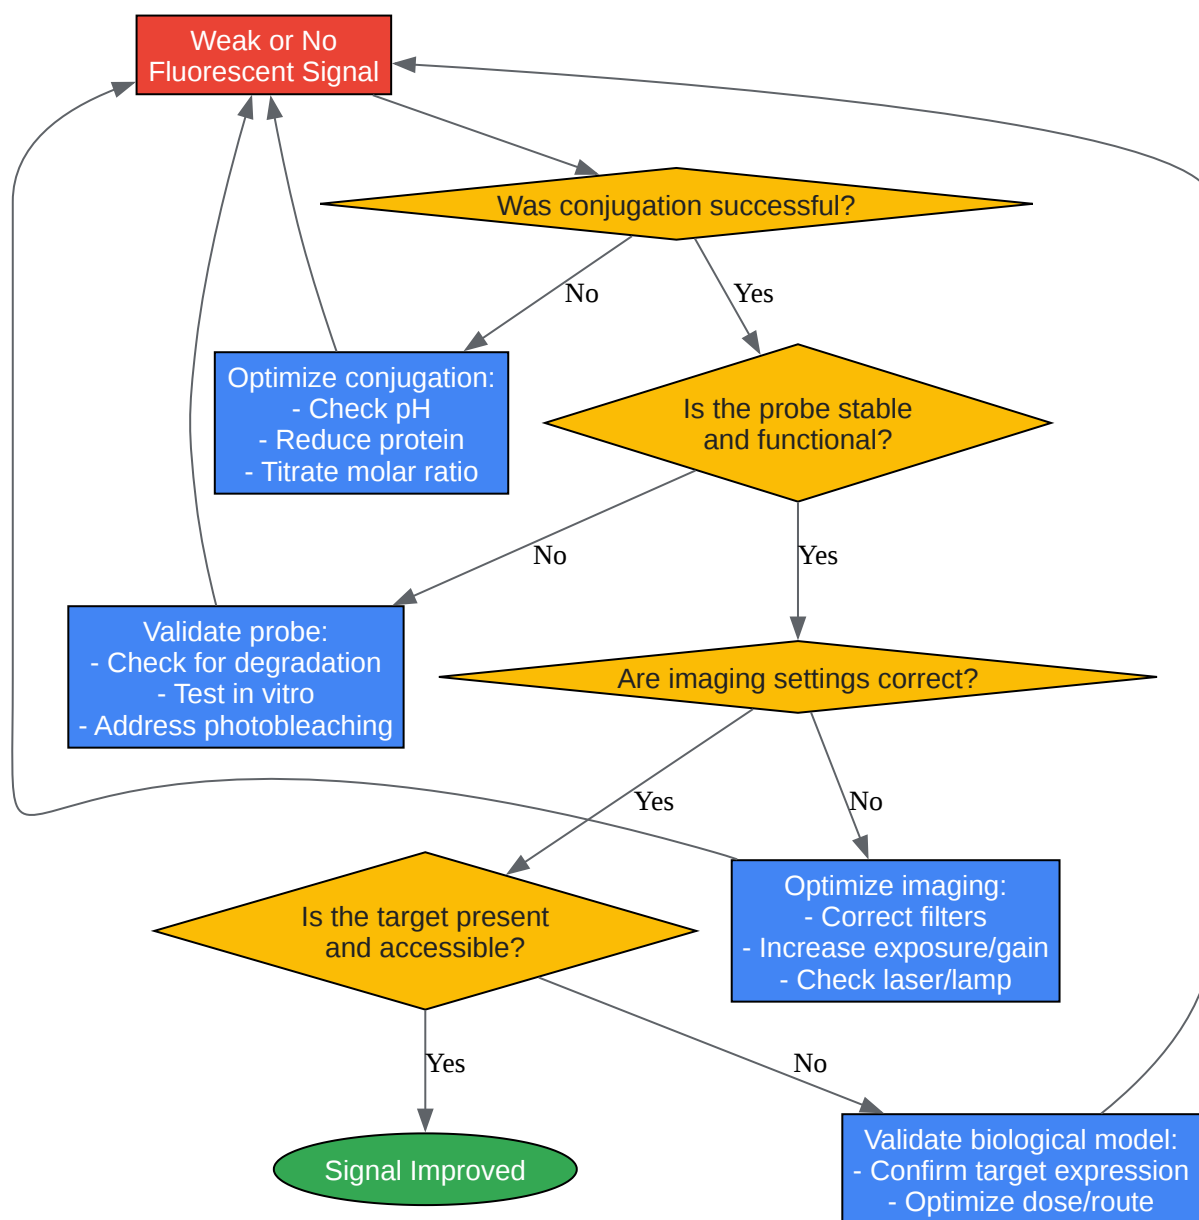 Weak or No
Fluorescent Signal
Was conjugation successful?
No
Yes
Optimize conjugation:
- Check pH
- Reduce protein
- Titrate molar ratio
Is the probe stable
and functional?
No
Yes
Validate probe:
- Check for degradation
- Test in vitro
- Address photobleaching
Are imaging settings correct?
Yes
No
Is the target present
and accessible?
Optimize imaging:
- Correct filters
- Increase exposure/gain
- Check laser/lamp
Yes
No
Signal Improved
Validate biological model:
- Confirm target expression
- Optimize dose/route